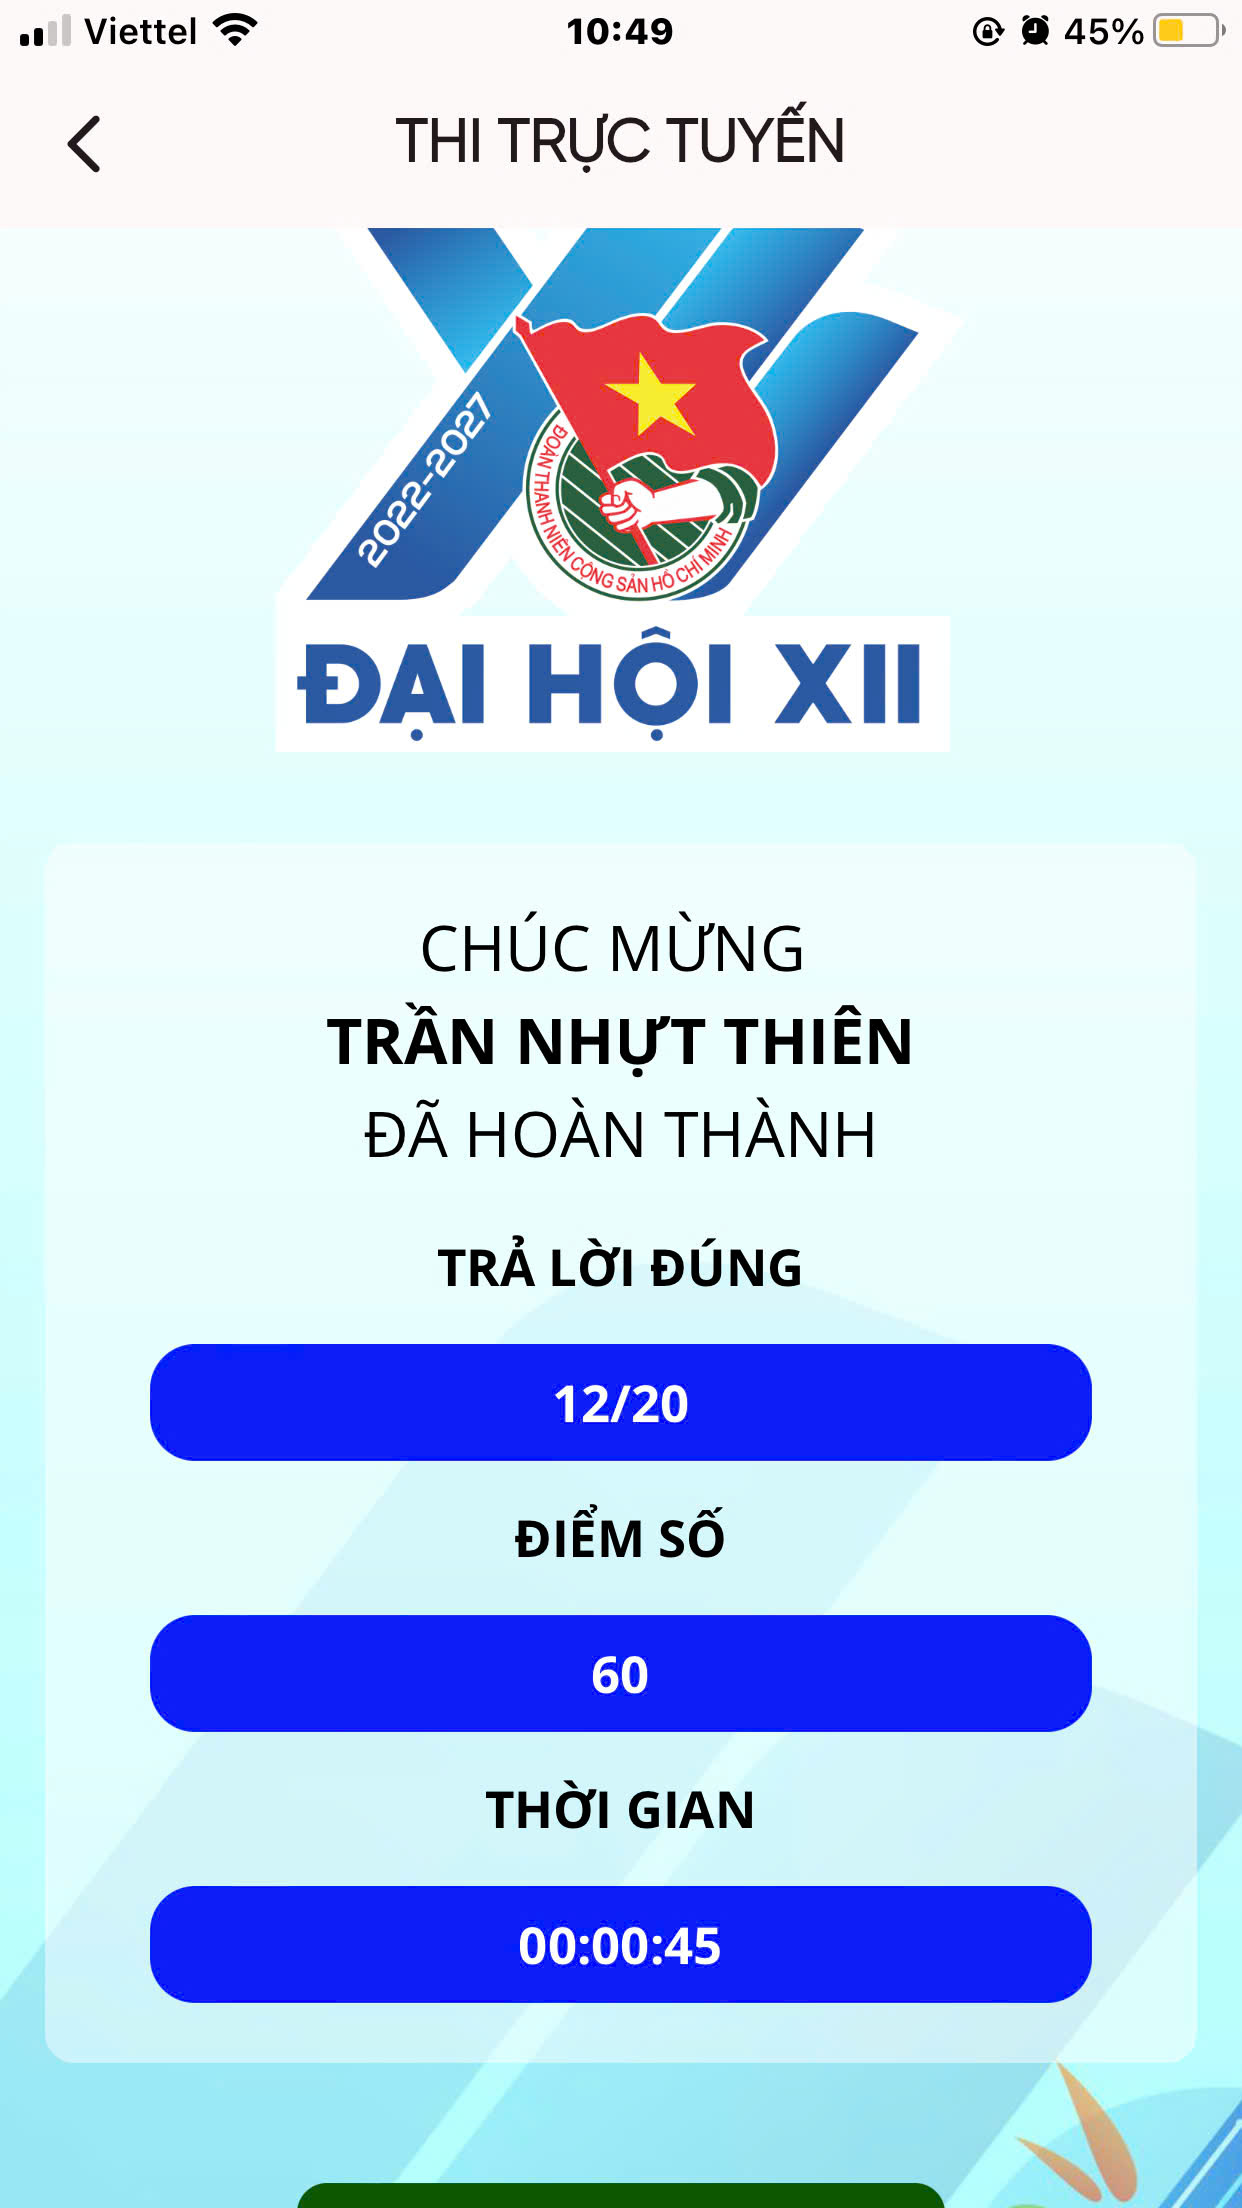 Viettel 10:49 45%
THI TRỰC TUYẾN
2022-2027
ĐOÀN THANH NIÊN CỘNG SẢN HỒ CHÍ MINH
ĐẠI HỘI XII
CHÚC MỪNG
TRẦN NHỰT THIÊN
ĐÃ HOÀN THÀNH
TRẢ LỜI ĐÚNG
12/20
ĐIỂM SỐ
60
THỜI GIAN
00:00:45